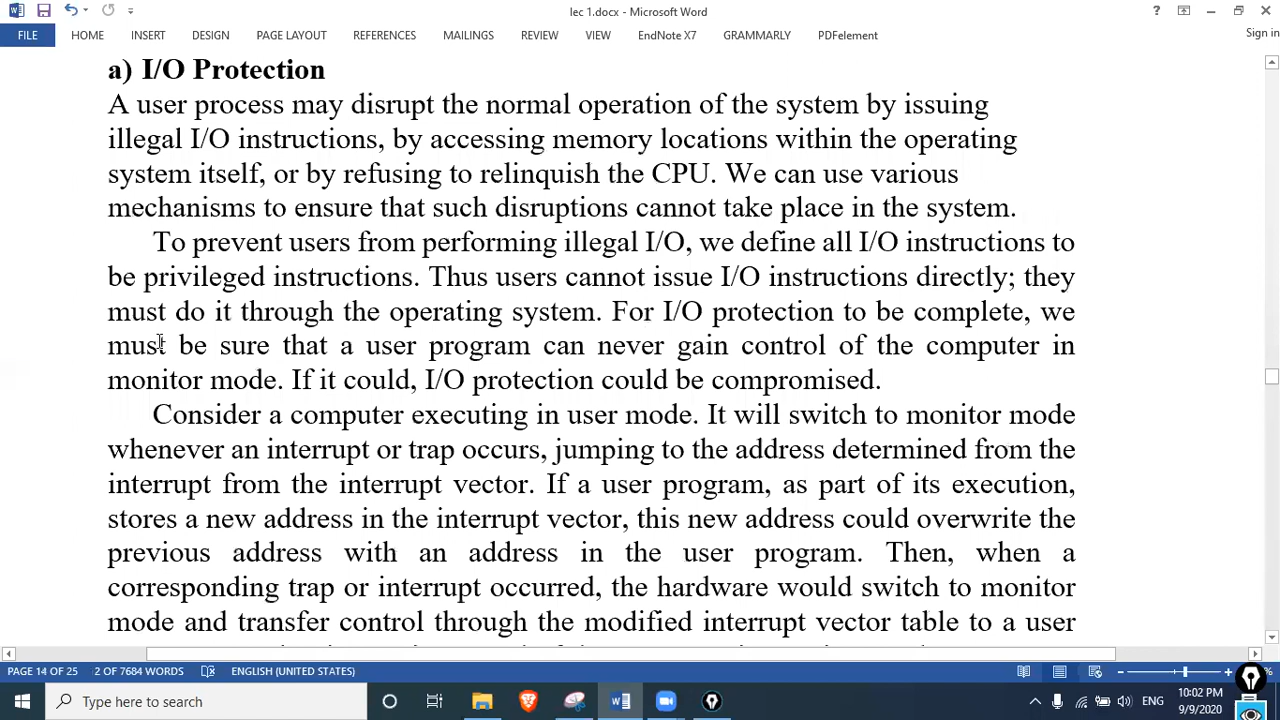 lec 1.docx - Microsoft Word
?
FILE HOME INSERT DESIGN PAGE LAYOUT REFERENCES MAILINGS REVIEW VIEW EndNote X7 GRAMMARLY PDFelement Sign in
a) I/O Protection
A user process may disrupt the normal operation of the system by issuing
illegal I/O instructions, by accessing memory locations within the operating
system itself, or by refusing to relinquish the CPU. We can use various
mechanisms to ensure that such disruptions cannot take place in the system.
To prevent users from performing illegal I/O, we define all I/O instructions to
be privileged instructions. Thus users cannot issue I/O instructions directly; they
must do it through the operating system. For I/O protection to be complete, we
must be sure that a user program can never gain control of the computer in
monitor mode. If it could, I/O protection could be compromised.
Consider a computer executing in user mode. It will switch to monitor mode
whenever an interrupt or trap occurs, jumping to the address determined from the
interrupt from the interrupt vector. If a user program, as part of its execution,
stores a new address in the interrupt vector, this new address could overwrite the
previous address with an address in the user program. Then, when a
corresponding trap or interrupt occurred, the hardware would switch to monitor
mode and transfer control through the modified interrupt vector table to a user
PAGE 14 OF 25 2 OF 7684 WORDS ENGLISH (UNITED STATES) %
Type here to search ENG 10:02 PM
9/9/2020